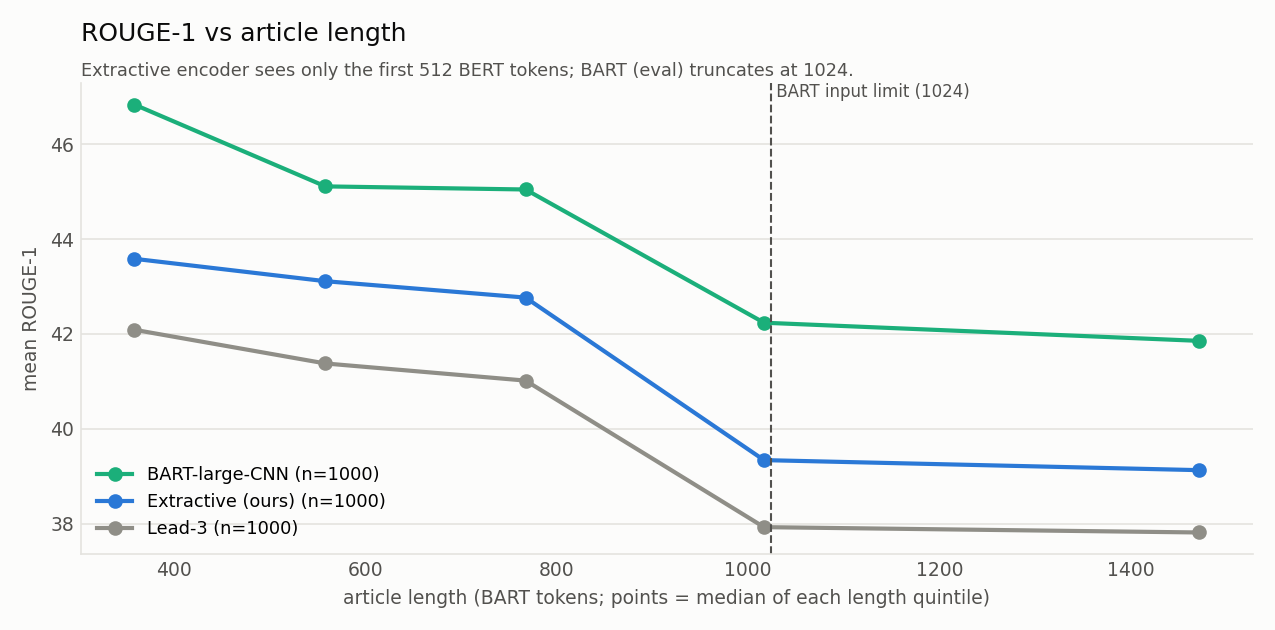 ROUGE-1 vs article length
Extractive encoder sees only the first 512 BERT tokens; BART (eval) truncates at 1024.
BART input limit (1024)
46
44
42
40
38
mean ROUGE-1
BART-large-CNN (n=1000)
Extractive (ours) (n=1000)
Lead-3 (n=1000)
400 600 800 1000 1200 1400
article length (BART tokens; points = median of each length quintile)